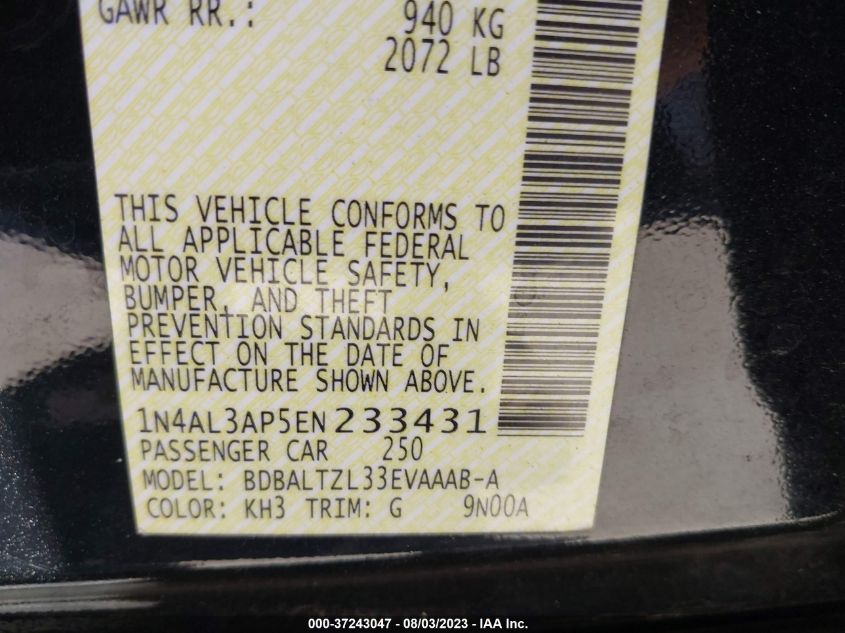 GAWR RR.: 940 KG
2072 LB
THIS VEHICLE CONFORMS TO
ALL APPLICABLE FEDERAL
MOTOR VEHICLE SAFETY,
BUMPER, AND THEFT
PREVENTION STANDARDS IN
EFFECT ON THE DATE OF
MANUFACTURE SHOWN ABOVE.
1N4AL3AP5EN233431
PASSENGER CAR 250
MODEL: BDBALTZL33EVAAAB-A
COLOR: KH3 TRIM: G 9N00A
000-37243047 - 08/03/2023 - IAA Inc.